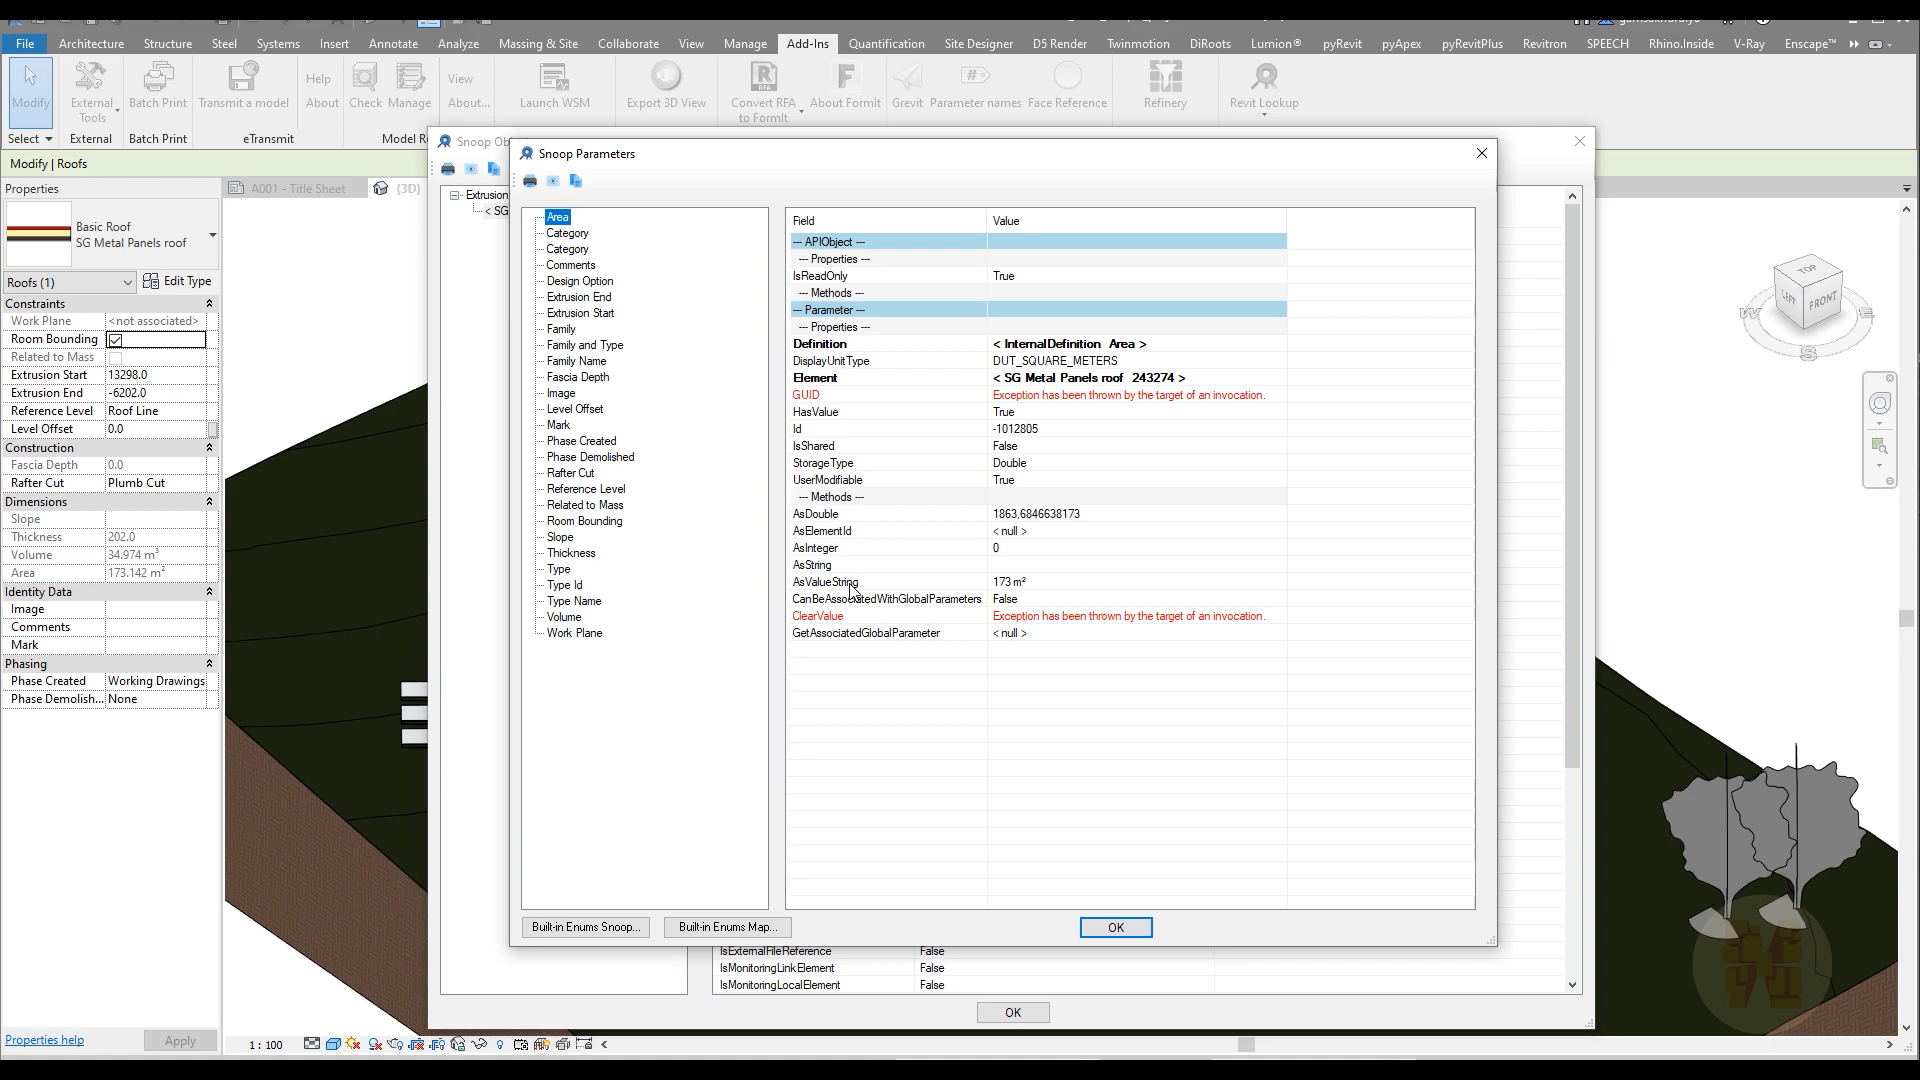 File Architecture Structure Steel Systems Insert Annotate Analyze Massing & Site Collaborate View Manage Add-Ins Quantification Site Designer D5 Render Twinmotion DiRoots Lumion® pyRevit pyApex pyRevitPlus Revitron SPEECH Rhino.Inside V-Ray Enscape™
Modify External Tools Batch Print Transmit a model Help About Check Manage View About... Launch WSM Export 3D View Convert RFA to FormIt About FormIt Grevit Parameter names Face Reference Refinery Revit Lookup
Select External Batch Print eTransmit
Modify | Roofs
Snoop Parameters
Properties
A001 - Title Sheet
(3D)
Basic Roof
SG Metal Panels roof
Roofs (1) Edit Type
Constraints
Work Plane <not associated>
Room Bounding
Related to Mass
Extrusion Start 13298.0
Extrusion End -6202.0
Reference Level Roof Line
Level Offset 0.0
Construction
Fascia Depth 0.0
Rafter Cut Plumb Cut
Dimensions
Slope
Thickness 202.0
Volume 34.974 m³
Area 173.142 m²
Identity Data
Image
Comments
Mark
Phasing
Phase Created Working Drawings
Phase Demolish... None
Properties help Apply
Extrusion
< SG
Area
Category
Category
Comments
Design Option
Extrusion End
Extrusion Start
Family
Family and Type
Family Name
Fascia Depth
Image
Level Offset
Mark
Phase Created
Phase Demolished
Rafter Cut
Reference Level
Related to Mass
Room Bounding
Slope
Thickness
Type
Type Id
Type Name
Volume
Work Plane
Field Value
--- APIObject ---
--- Properties ---
IsReadOnly True
--- Methods ---
--- Parameter ---
--- Properties ---
Definition < InternalDefinition Area >
DisplayUnitType DUT_SQUARE_METERS
Element < SG Metal Panels roof 243274 >
GUID Exception has been thrown by the target of an invocation.
HasValue True
Id -1012805
IsShared False
StorageType Double
UserModifiable True
--- Methods ---
AsDouble 1863,6846638173
AsElementId < null >
AsInteger 0
AsString
AsValueString 173 m²
CanBeAssociatedWithGlobalParameters False
ClearValue Exception has been thrown by the target of an invocation.
GetAssociatedGlobalParameter < null >
Built-in Enums Snoop... Built-in Enums Map... OK
IsExternalFileReference False
IsMonitoringLinkElement False
IsMonitoringLocalElement False
OK
1 : 100
TOP
LEFT FRONT
W E
S